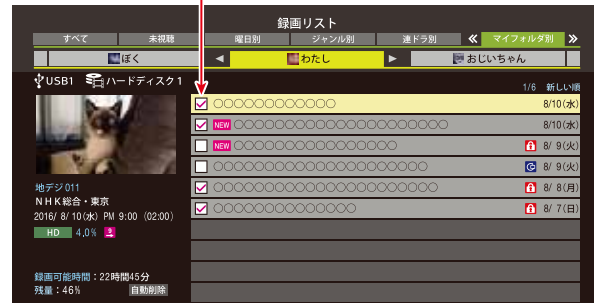 録画リスト
すべて 未視聴 曜日別 ジャンル別 連ドラ別 ≪ マイフォルダ別 ≫
ぼく ◀ わたし ▶ おじいちゃん
USB1 ハードディスク1
1/6 新しい順
☑ ○○○○○○○○○○○○ 8/10(水)
☑ NEW ○○○○○○○○○○○○○○○○○○○○○ 8/10(水)
☐ NEW ○○○○○○○○○○○○○○○○ 8/ 9(火)
☐ ○○○○○○○○○○○○○○○○○○○○○ 8/ 9(火)
☑ ○○○○○○○○○○○○○○○○○○○○○○ 8/ 8(月)
☑ ○○○○○○○○○○○○○○ 8/ 7(日)
地デジ011
NHK総合・東京
2016/ 8/10(水) PM 9:00 (02:00)
HD 4.0%
録画可能時間：22時間45分
残量：46% 自動削除